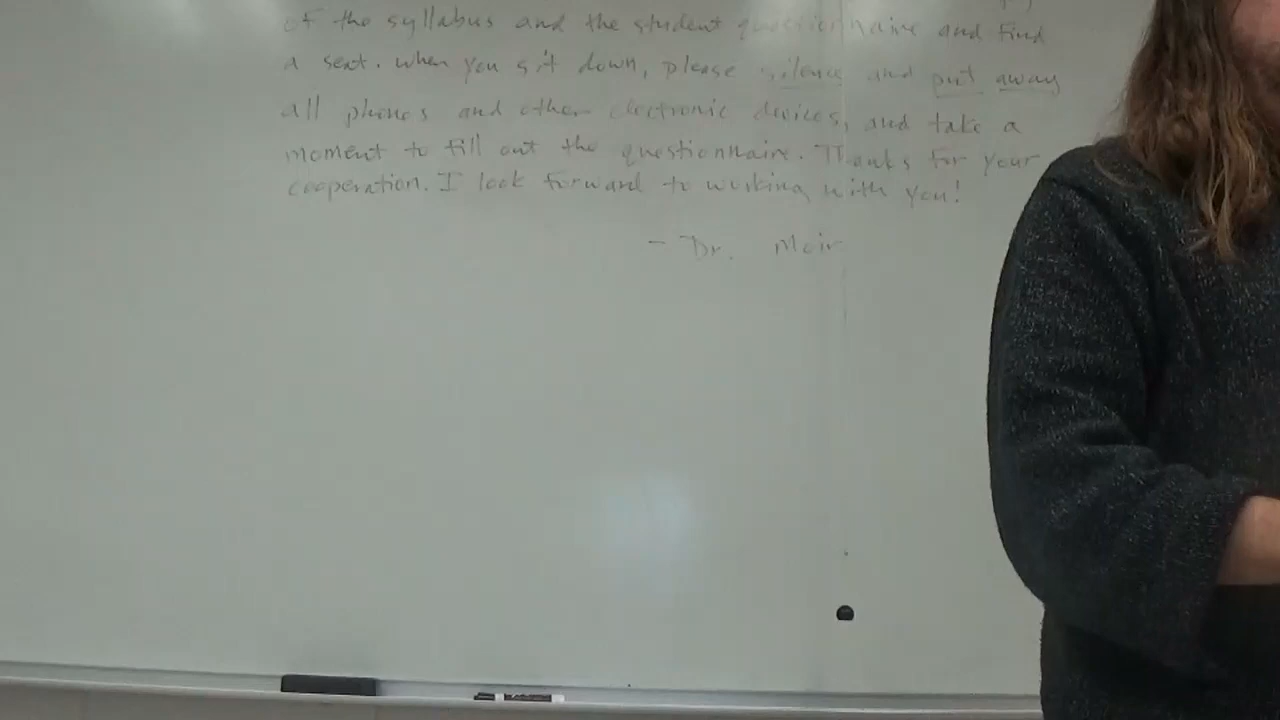 of the syllabus and the student questionnaire and find
a seat. When you sit down, please silence and put away
all phones and other electronic devices, and take a
moment to fill out the questionnaire. Thanks for your
cooperation. I look forward to working with you!
- Dr. Moir